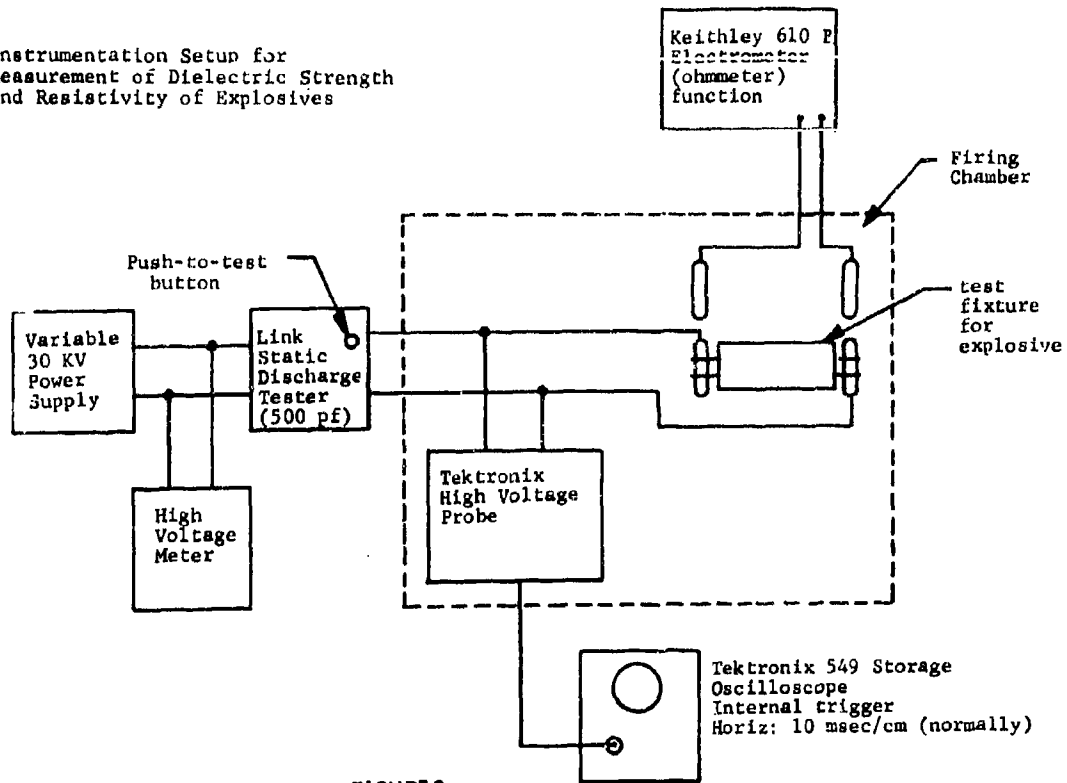 nstrumentation Setup for
easurement of Dielectric Strength
nd Resistivity of Explosives
Keithley 610
Electrometer
(ohmmeter)
function
Firing
Chamber
Push-to-test
button
test
fixture
for
explosive
Variable
30 KV
Power
Supply
Link
Static
Discharge
Tester
(500 pf)
High
Voltage
Meter
Tektronix
High Voltage
Probe
Tektronix 549 Storage
Oscilloscope
Internal trigger
Horiz: 10 msec/cm (normally)